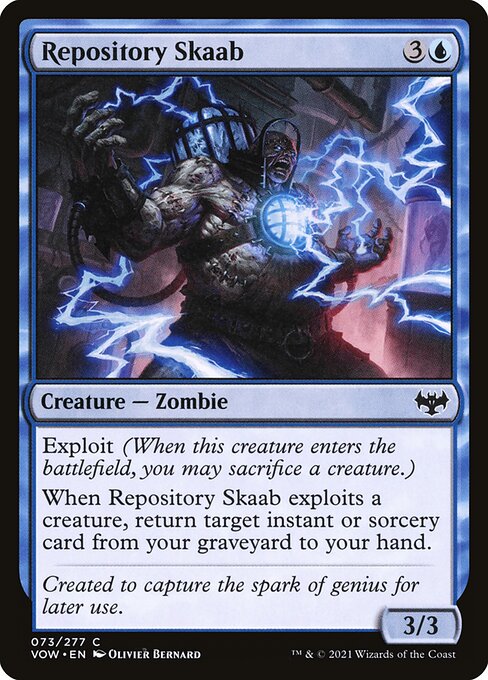 Repository Skaab 3
Creature — Zombie
Exploit (When this creature enters the
battlefield, you may sacrifice a creature.)
When Repository Skaab exploits a
creature, return target instant or sorcery
card from your graveyard to your hand.
Created to capture the spark of genius for
later use.
3/3
073/277 C
VOW • EN Olivier Bernard
™ & © 2021 Wizards of the Coast